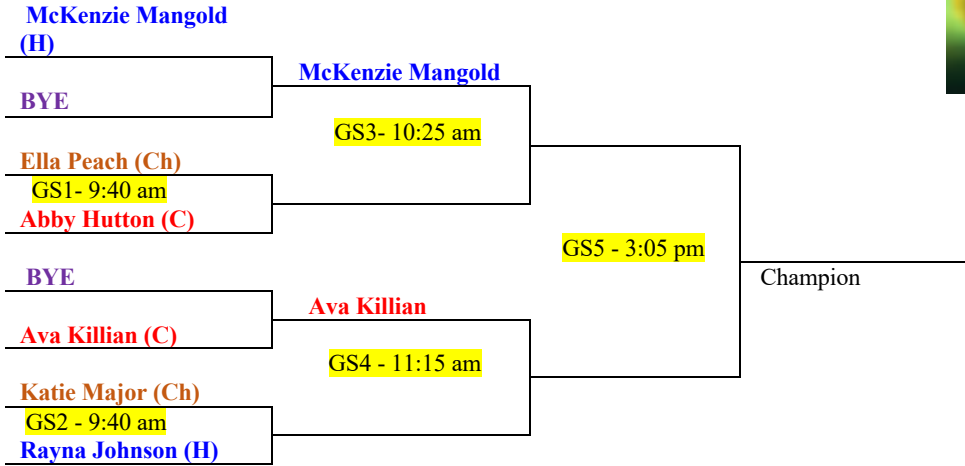 McKenzie Mangold
(H)
McKenzie Mangold
BYE
GS3- 10:25 am
Ella Peach (Ch)
GS1- 9:40 am
Abby Hutton (C)
GS5 - 3:05 pm
Champion
BYE
Ava Killian
Ava Killian (C)
GS4 - 11:15 am
Katie Major (Ch)
GS2 - 9:40 am
Rayna Johnson (H)